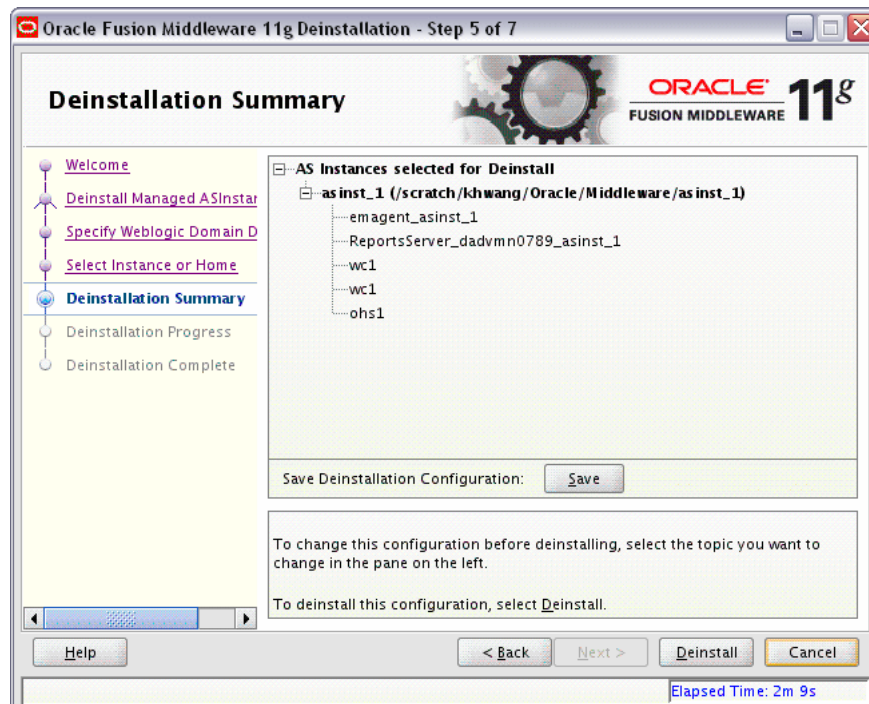 Oracle Fusion Middleware 11g Deinstallation - Step 5 of 7
Deinstallation Summary
ORACLE
FUSION MIDDLEWARE
11g
Welcome
Deinstall Managed ASInstar
Specify Weblogic Domain D
Select Instance or Home
Deinstallation Summary
Deinstallation Progress
Deinstallation Complete
AS Instances selected for Deinstall
asinst_1 (/scratch/khwang/Oracle/Middleware/asinst_1)
emagent_asinst_1
ReportsServer_dadvmn0789_asinst_1
wc1
wc1
ohs1
Save Deinstallation Configuration:
Save
To change this configuration before deinstalling, select the topic you want to
change in the pane on the left.
To deinstall this configuration, select Deinstall.
Help
< Back
Next >
Deinstall
Cancel
Elapsed Time: 2m 9s